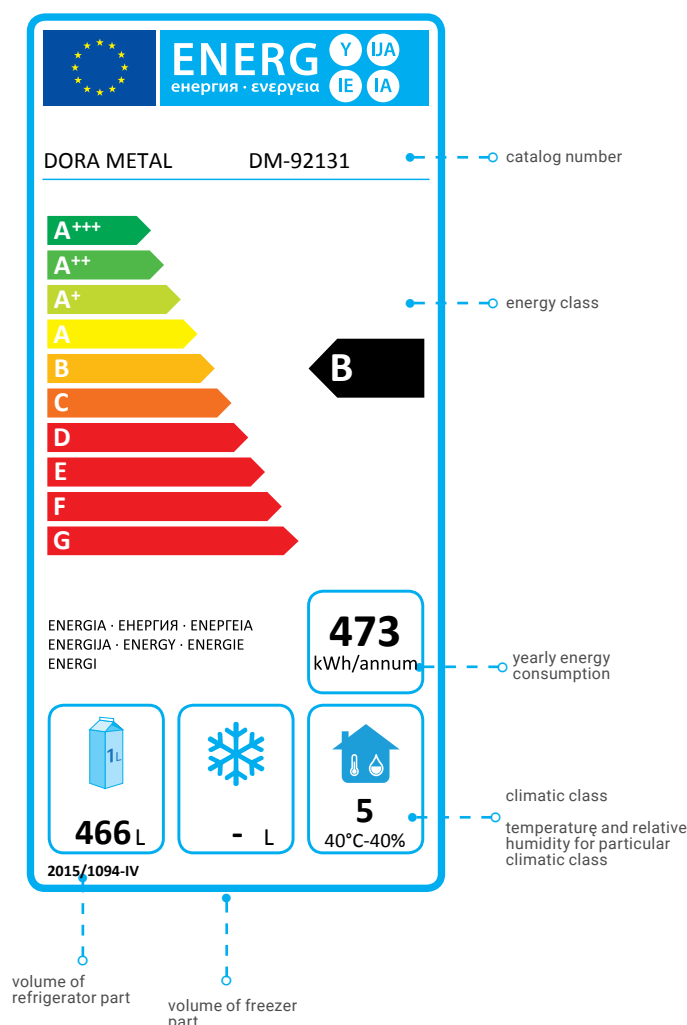 ENERG
енергия · ενεργεια
Y IJA
IE IA
DORA METAL DM-92131
catalog number
A+++
A++
A+
A
B
C
D
E
F
G
energy class
B
ENERGIA · ЕНЕРГИЯ · ΕΝΕΡΓΕΙΑ
ENERGIJA · ENERGY · ENERGIE
ENERGI
473
kWh/annum
yearly energy
consumption
1L
466 L
- L
5
40°C-40%
climatic class
temperature and relative
humidity for particular
climatic class
2015/1094-IV
volume of
refrigerator part
volume of freezer
part